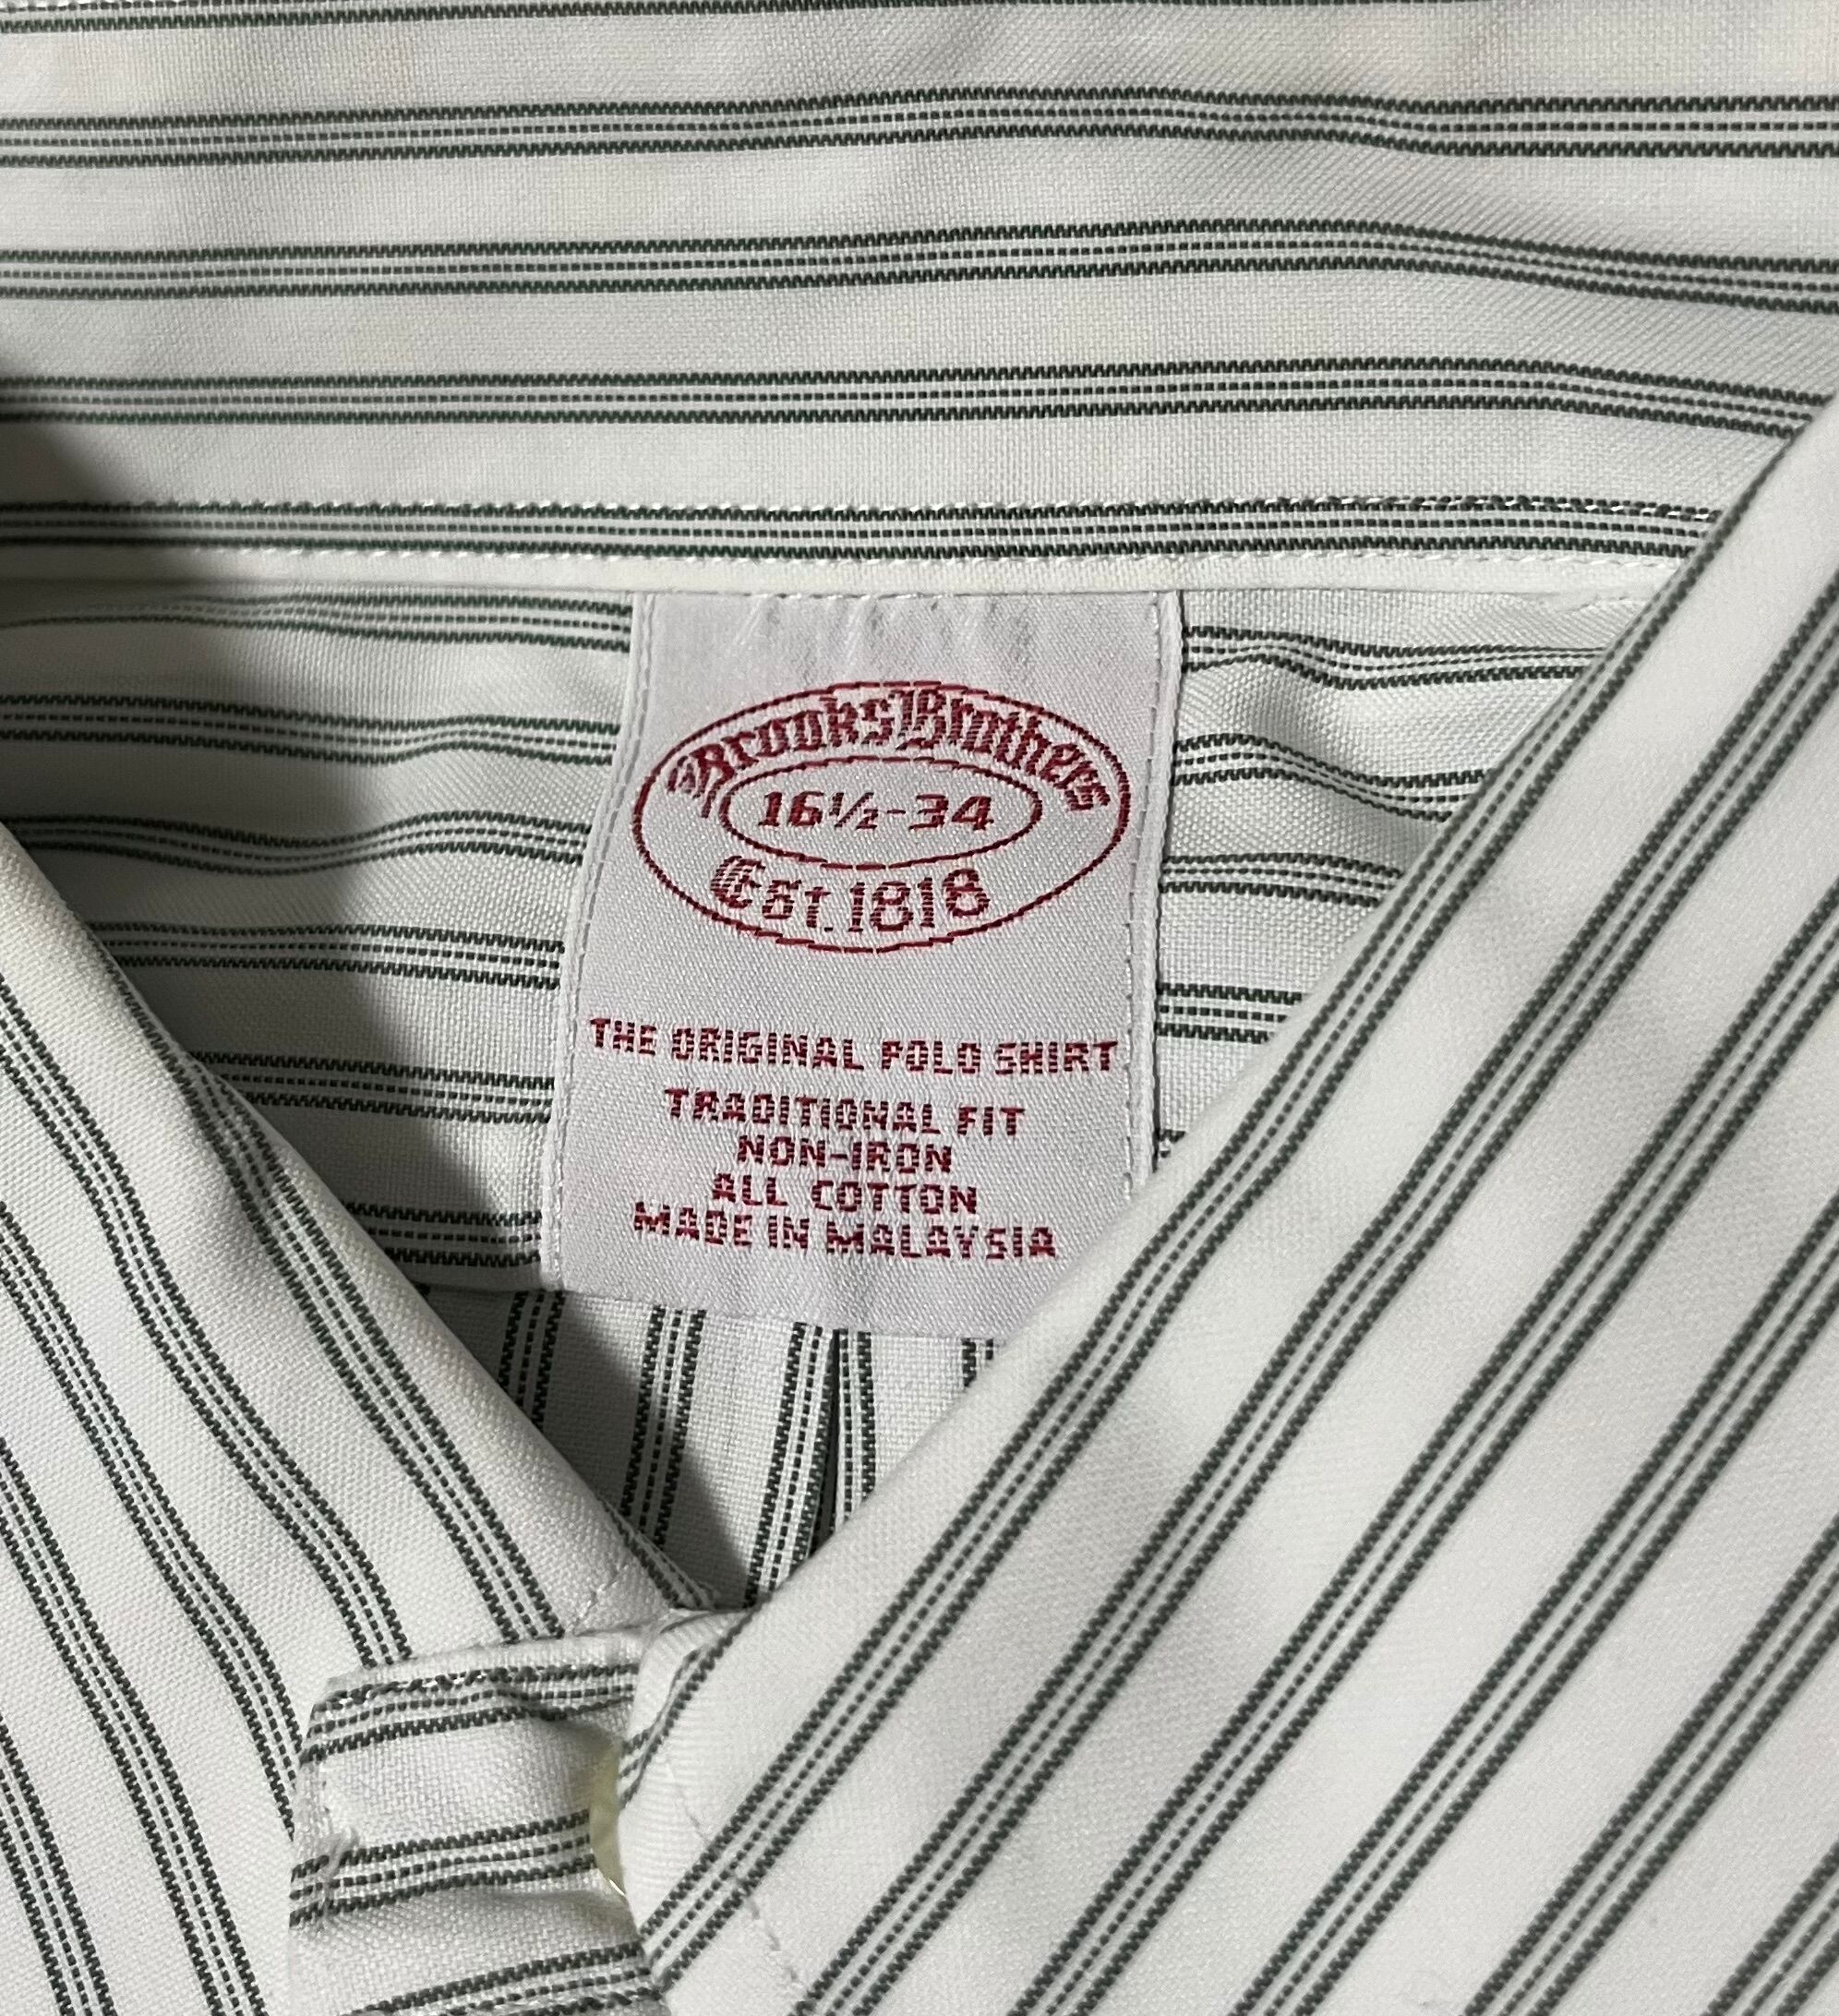 Brooks Brothers
16½-34
Est. 1818
THE ORIGINAL POLO SHIRT
TRADITIONAL FIT
NON-IRON
ALL COTTON
MADE IN MALAYSIA